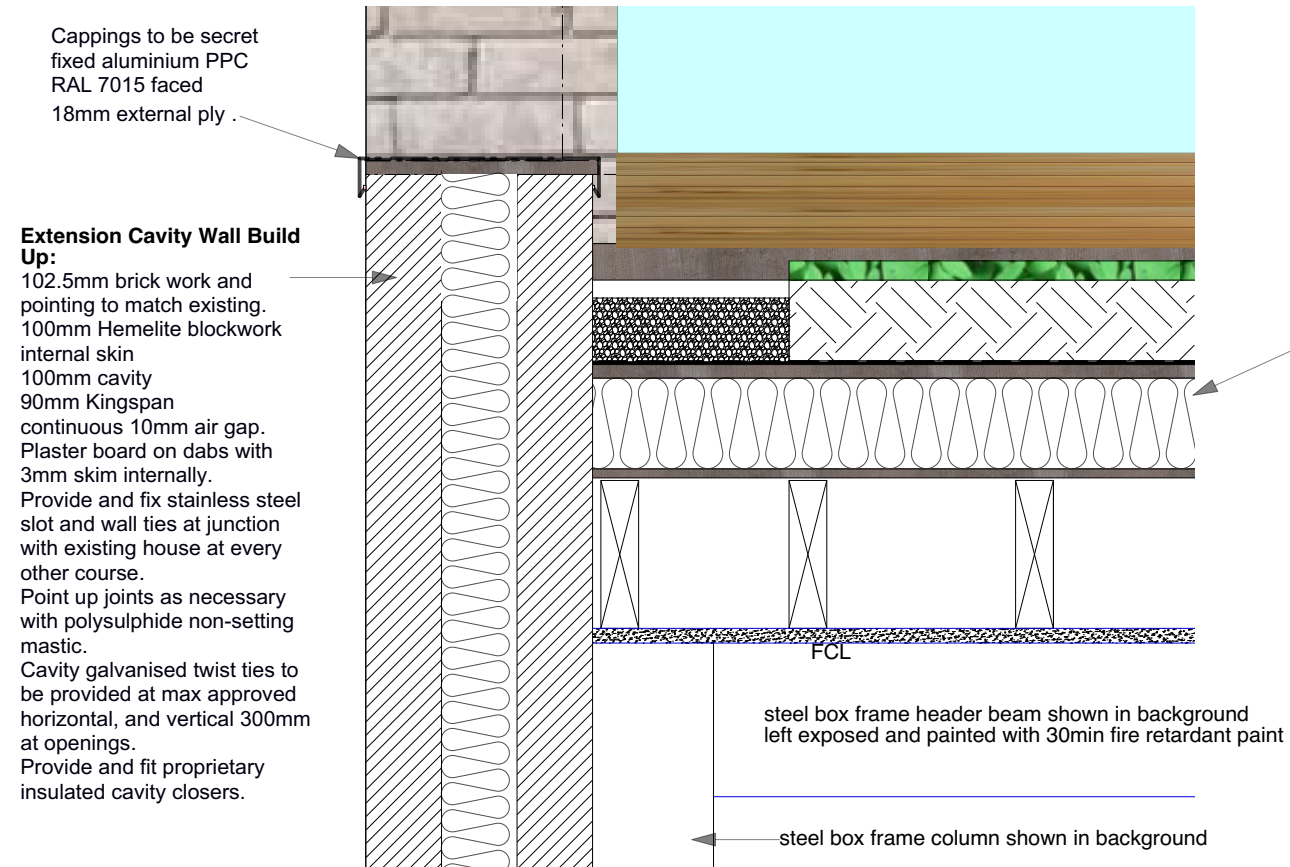 Cappings to be secret
fixed aluminium PPC
RAL 7015 faced
18mm external ply .
Extension Cavity Wall Build
Up:
102.5mm brick work and
pointing to match existing.
100mm Hemelite blockwork
internal skin
100mm cavity
90mm Kingspan
continuous 10mm air gap.
Plaster board on dabs with
3mm skim internally.
Provide and fix stainless steel
slot and wall ties at junction
with existing house at every
other course.
Point up joints as necessary
with polysulphide non-setting
mastic.
Cavity galvanised twist ties to
be provided at max approved
horizontal, and vertical 300mm
at openings.
Provide and fit proprietary
insulated cavity closers.
FCL
steel box frame header beam shown in background
left exposed and painted with 30min fire retardant paint
steel box frame column shown in background